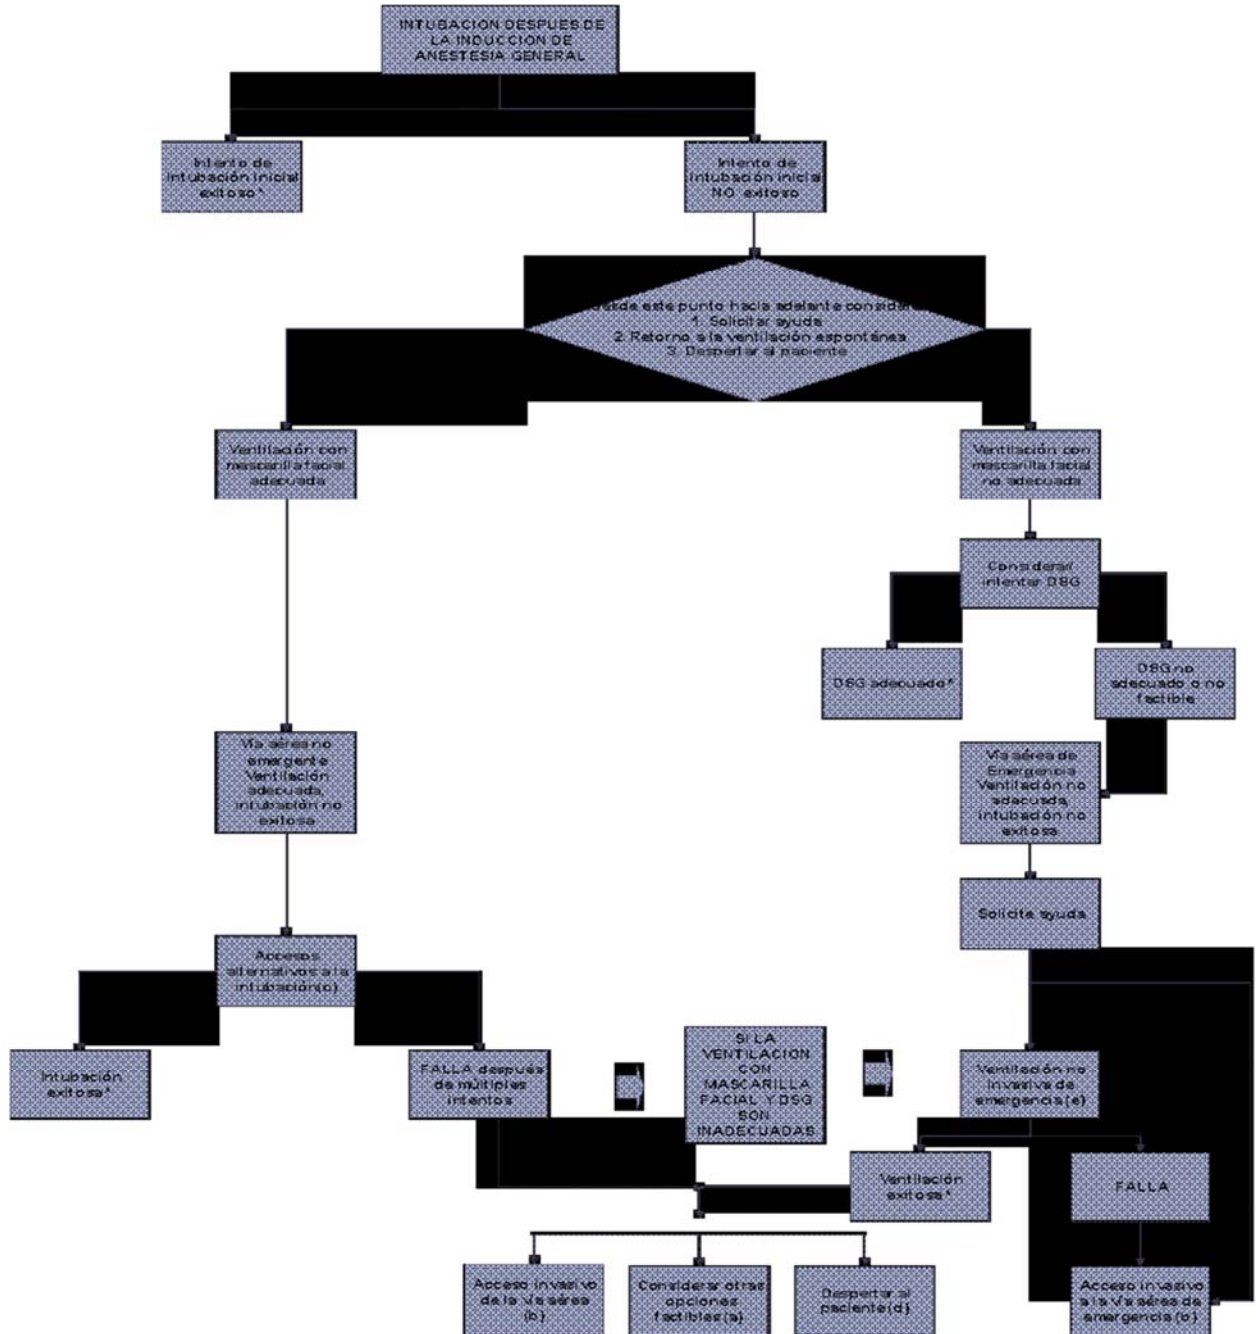 INTUBACION DESPUES DE
LA INDUCCION DE
ANESTESIA GENERAL
Intento de
intubación inicial
exitoso*
Intento de
intubación inicial
NO exitoso
este punto hacia adelante
1. Solicitar ayuda
2. Retorno a la ventilación espontánea
3. Despertar al paciente
Ventilación con
mascarilla facial
adecuada
Ventilación con
mascarilla facial
no adecuada
Considerar/
intentar DSG
DSG adecuado*
DSG no
adecuado o no
factible
Vía aérea no
emergente
Ventilación
adecuada,
intubación no
exitosa
Vía aérea de
Emergencia
Ventilación no
adecuada,
intubación no
exitosa
Solicite ayuda
Accesos
alternativos a la
intubación(c)
Intubación
exitosa*
FALLA después
de múltiples
intentos
SI LA
VENTILACION
CON
MASCARILLA
FACIAL Y DSG
SON
INADECUADAS
Ventilación no
invasiva de
emergencia(e)
Ventilación
exitosa*
FALLA
Acceso invasivo
de la vía aérea
(b)
Considerar otras
opciones
factibles(a)
Despertar al
paciente(d)
Acceso invasivo
a la vía aérea de
emergencia(b)